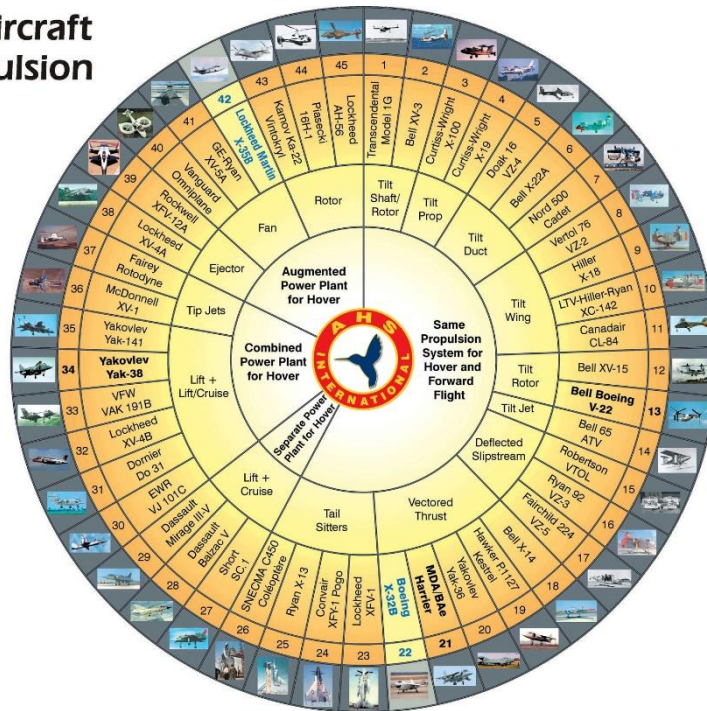 ircraft
ulsion
AHS
INTERNATIONAL
Same
Propulsion
System for
Hover and
Forward
Flight
Separate Power
Plant for Hover
Combined
Power Plant
for Hover
Augmented
Power Plant
for Hover
Tilt
Shaft/
Rotor
Tilt
Prop
Tilt
Duct
Tilt
Wing
Tilt
Rotor
Tilt Jet
Deflected
Slipstream
Vectored
Thrust
Tail
Sitters
Lift +
Cruise
Lift +
Lift/Cruise
Tip Jets
Ejector
Fan
Rotor
1
Transcendental
Model 1G
2
Bell XV-3
3
Curtiss-Wright
X-100
4
Curtiss-Wright
X-19
5
Doak 16
VZ-4
6
Bell X-22A
7
Nord 500
Cadet
8
Vertol 76
VZ-2
9
Hiller
X-18
10
LTV-Hiller-Ryan
XC-142
11
Canadair
CL-84
12
Bell XV-15
13
Bell Boeing
V-22
14
Bell 65
ATV
15
Robertson
VTOL
16
Ryan 92
VZ-3
17
Fairchild 224
VZ-5
18
Bell X-14
19
Hawker P.1127
Kestrel
20
Yakovlev
Yak-36
21
MDA/BAe
Harrier
22
Boeing
X-32B
23
Lockheed
XFV-1
24
Convair
XFY-1 Pogo
25
Ryan X-13
26
SNECMA C450
Coléoptère
27
Short
SC.1
28
Dassault
Balzac V
29
Dassault
Mirage III-V
30
EWR
VJ 101C
31
Dornier
Do 31
32
Lockheed
XV-4B
33
VFW
VAK 191B
34
Yakovlev
Yak-38
35
Yakovlev
Yak-141
36
McDonnell
XV-1
37
Fairey
Rotodyne
38
Lockheed
XV-4A
39
Rockwell
XFV-12A
40
Vanguard
Omniplane
41
GE-Ryan
XV-5A
42
Lockheed Martin
X-35B
43
Kamov Ka-22
Vintokryl
44
Piasecki
16H-1
45
Lockheed
AH-56